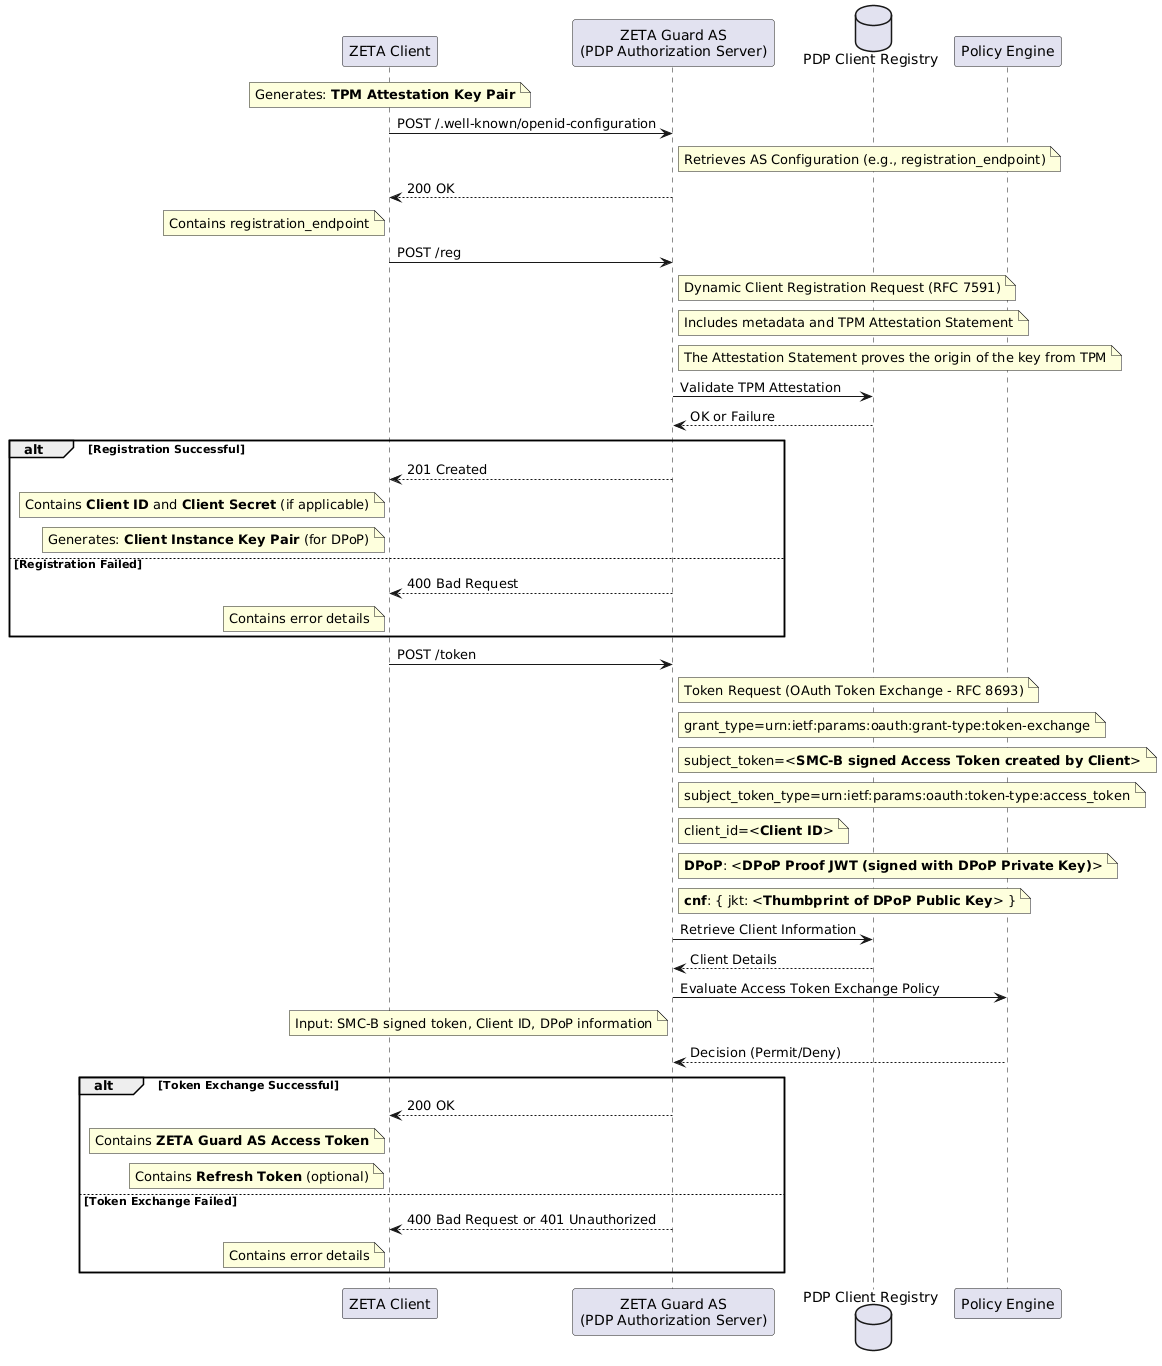 ZETA Client
ZETA Guard AS
(PDP Authorization Server)
PDP Client Registry
Policy Engine
Generates: TPM Attestation Key Pair
POST /.well-known/openid-configuration
Retrieves AS Configuration (e.g., registration_endpoint)
200 OK
Contains registration_endpoint
POST /reg
Dynamic Client Registration Request (RFC 7591)
Includes metadata and TPM Attestation Statement
The Attestation Statement proves the origin of the key from TPM
Validate TPM Attestation
OK or Failure
alt
[Registration Successful]
201 Created
Contains Client ID and Client Secret (if applicable)
Generates: Client Instance Key Pair (for DPoP)
[Registration Failed]
400 Bad Request
Contains error details
POST /token
Token Request (OAuth Token Exchange - RFC 8693)
grant_type=urn:ietf:params:oauth:grant-type:token-exchange
subject_token=<SMC-B signed Access Token created by Client>
subject_token_type=urn:ietf:params:oauth:token-type:access_token
client_id=<Client ID>
DPoP: <DPoP Proof JWT (signed with DPoP Private Key)>
cnf: { jkt: <Thumbprint of DPoP Public Key> }
Retrieve Client Information
Client Details
Evaluate Access Token Exchange Policy
Input: SMC-B signed token, Client ID, DPoP information
Decision (Permit/Deny)
alt
[Token Exchange Successful]
200 OK
Contains ZETA Guard AS Access Token
Contains Refresh Token (optional)
[Token Exchange Failed]
400 Bad Request or 401 Unauthorized
Contains error details
ZETA Client
ZETA Guard AS
(PDP Authorization Server)
PDP Client Registry
Policy Engine